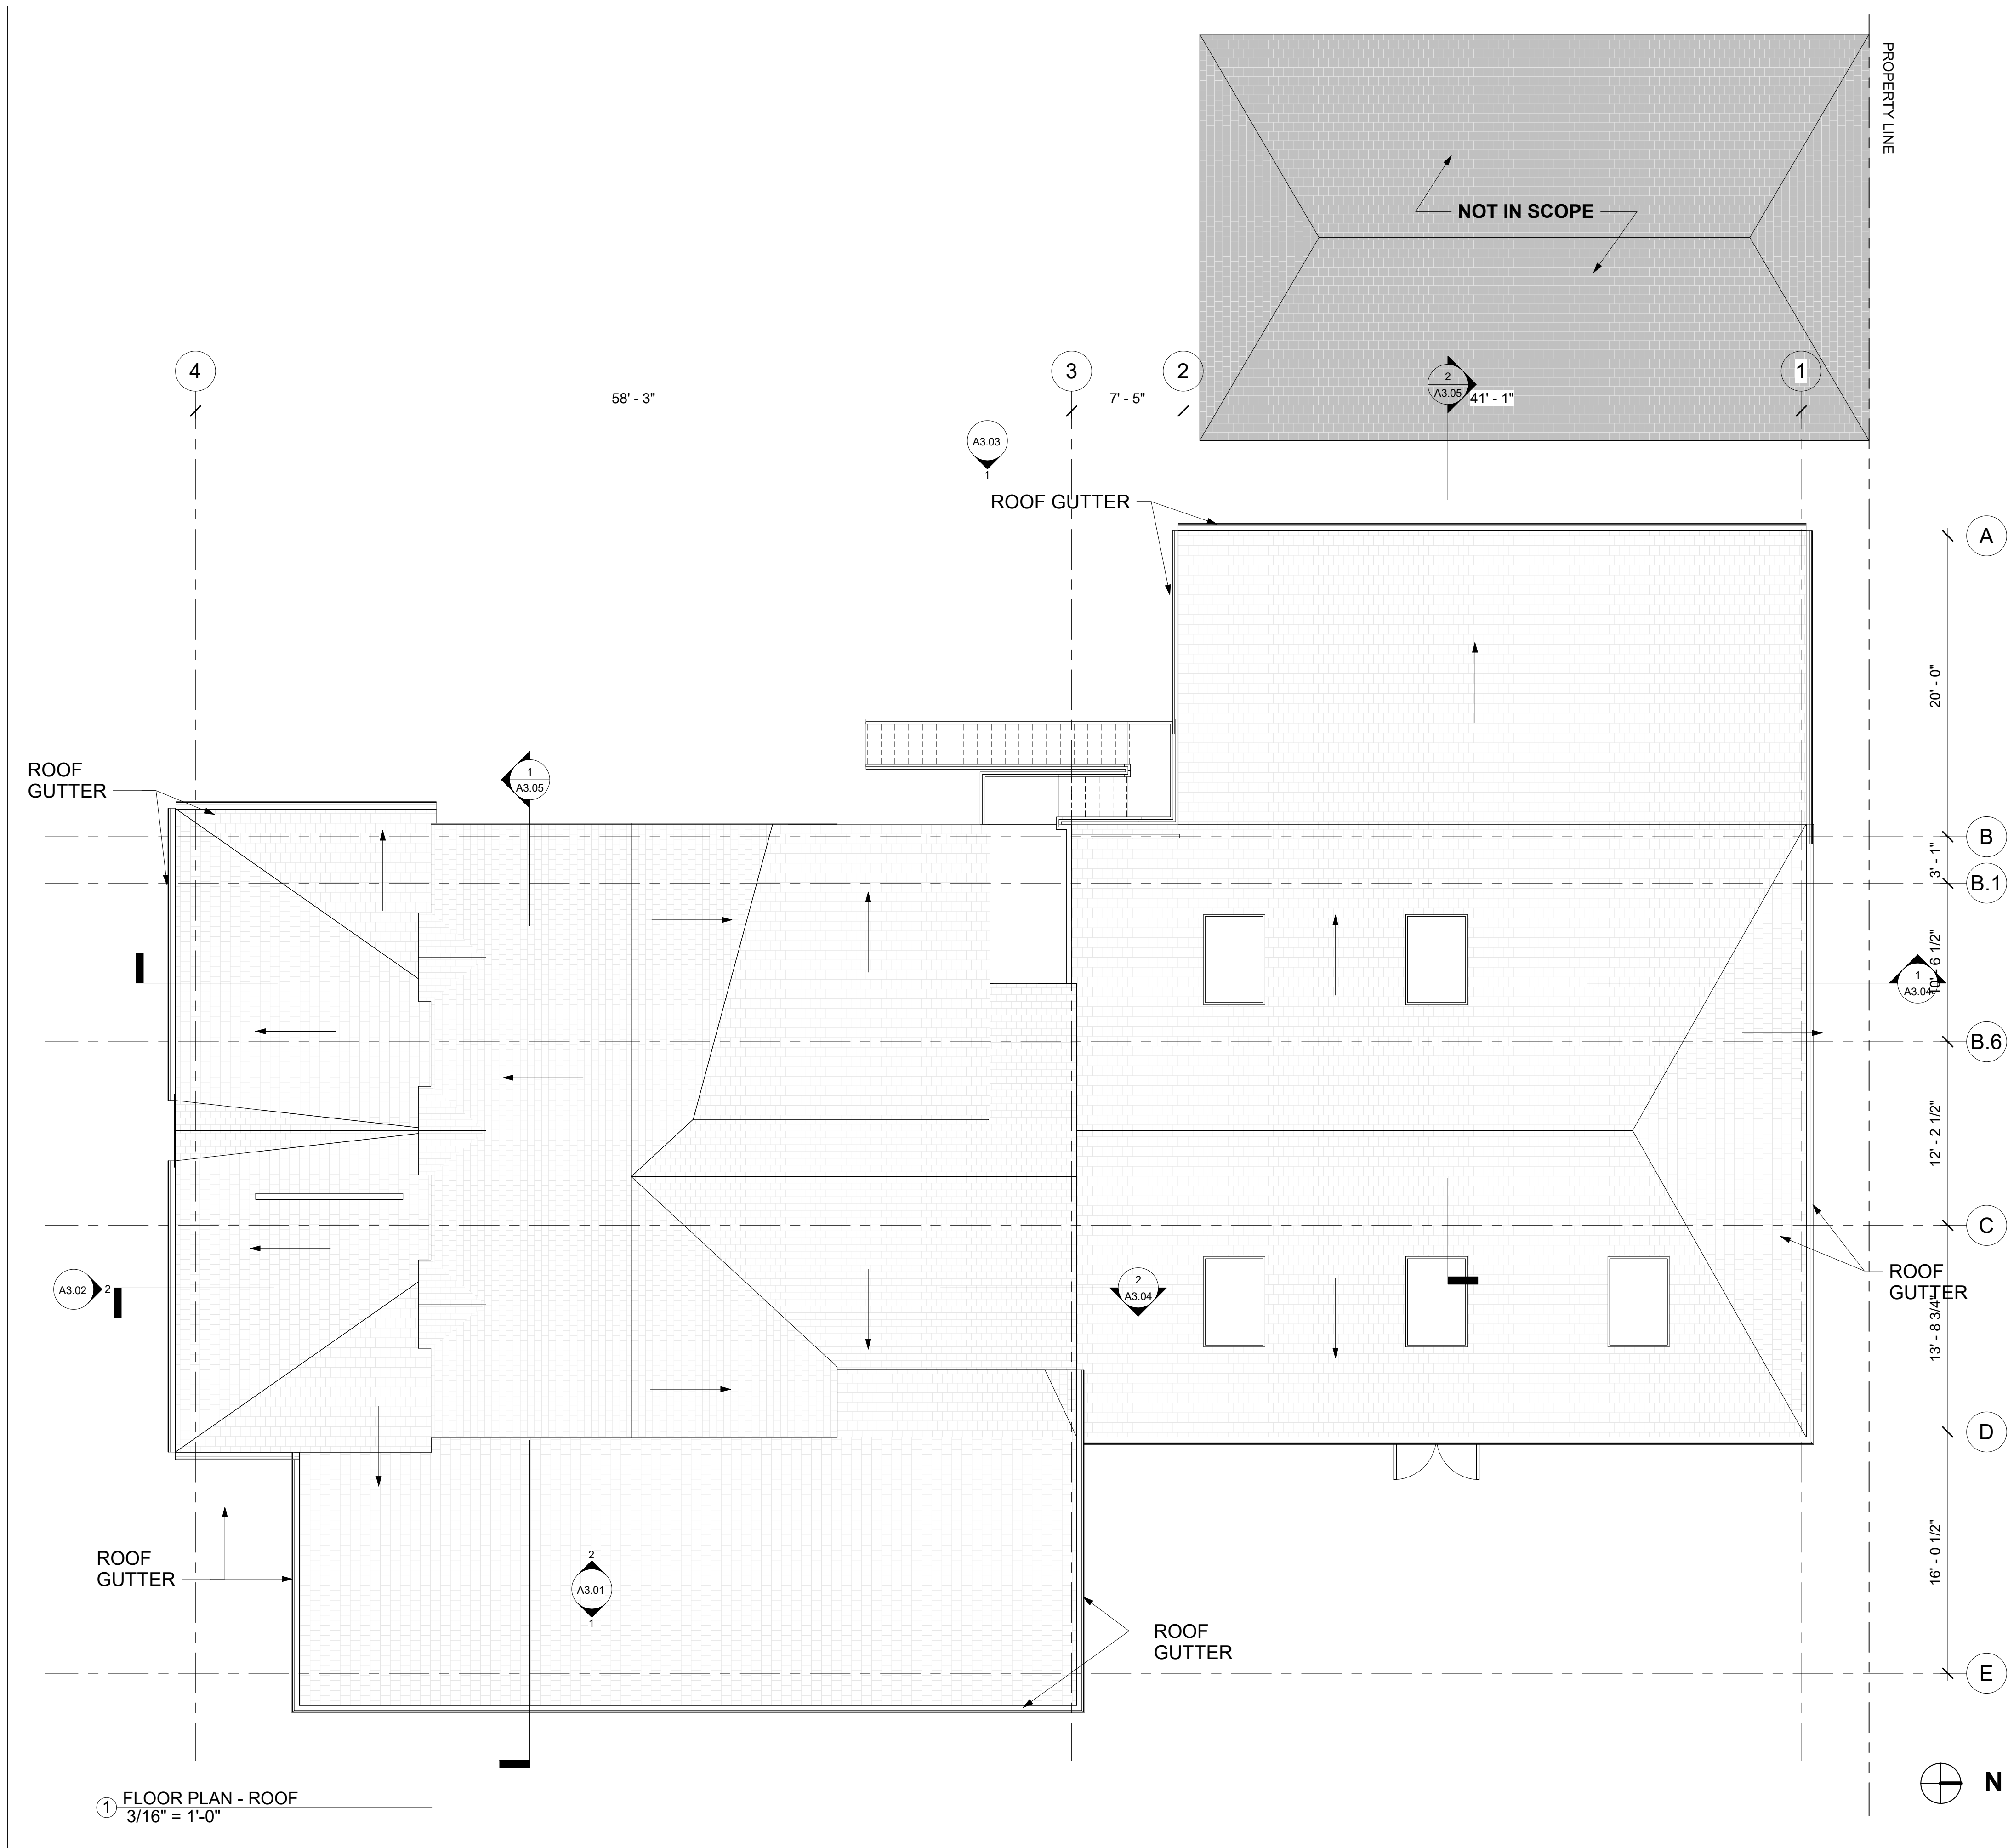 PROPERTY LINE
NOT IN SCOPE
4
3
2
1
58' - 3"
7' - 5"
2
A3.05
41' - 1"
A3.03
1
ROOF GUTTER
A
20' - 0"
ROOF
GUTTER
1
A3.05
B
3' - 1"
B.1
10' - 6 1/2"
1
A3.04
B.6
12' - 2 1/2"
C
A3.02
2
2
A3.04
ROOF
GUTTER
13' - 8 3/4"
D
16' - 0 1/2"
ROOF
GUTTER
2
A3.01
1
ROOF
GUTTER
E
N
1
FLOOR PLAN - ROOF
3/16" = 1'-0"